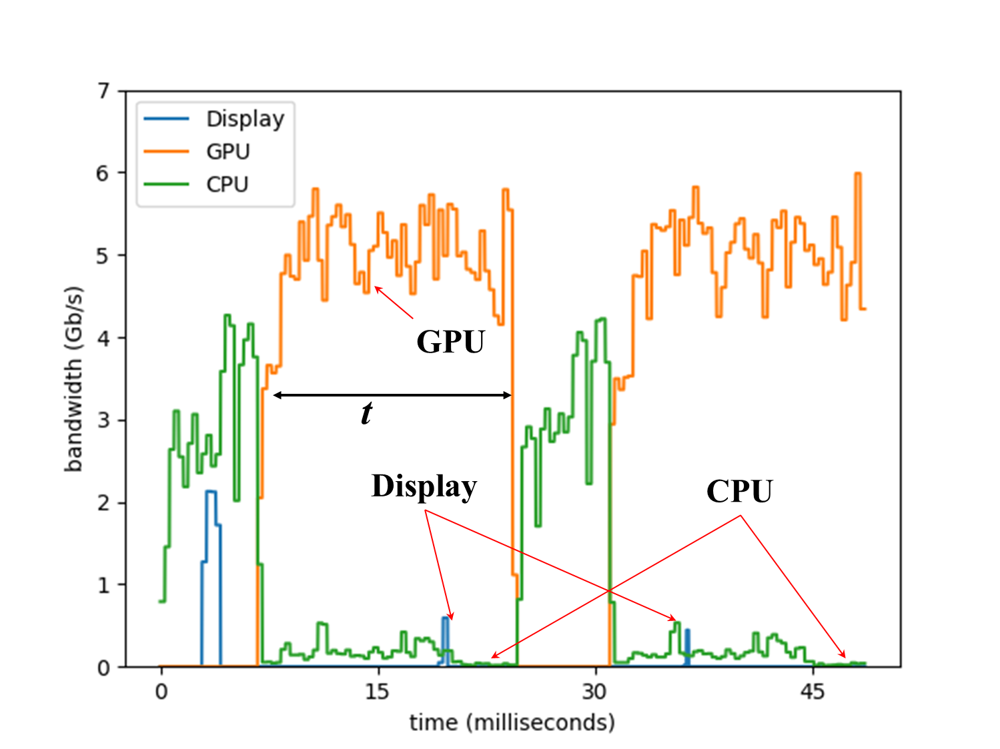 7
6
5
4
3
2
1
0
bandwidth (Gb/s)
Display
GPU
CPU
GPU
t
Display
CPU
0 15 30 45
time (milliseconds)